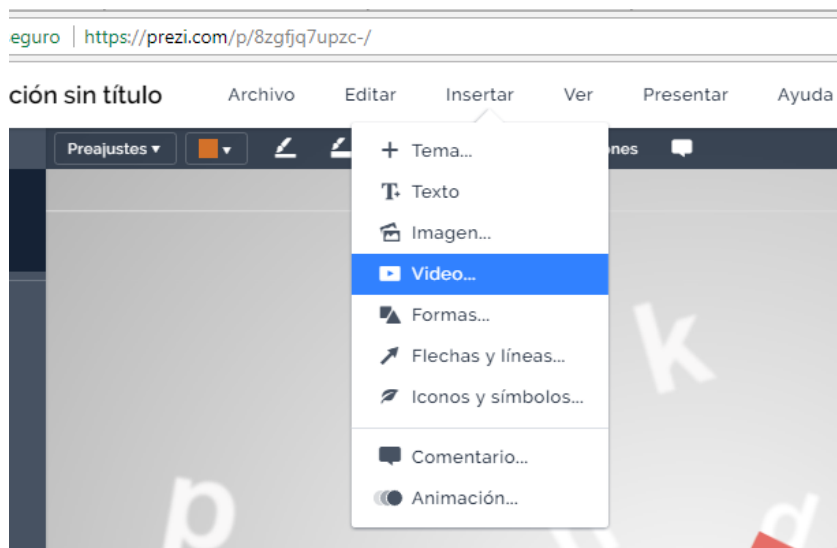 eguro | https://prezi.com/p/8zgfjq7upzc-/
ción sin título Archivo Editar Insertar Ver Presentar Ayuda
Preajustes nes
Tema...
Texto
Imagen...
Video...
Formas...
Flechas y líneas...
Iconos y símbolos...
Comentario...
Animación...
k
p
d